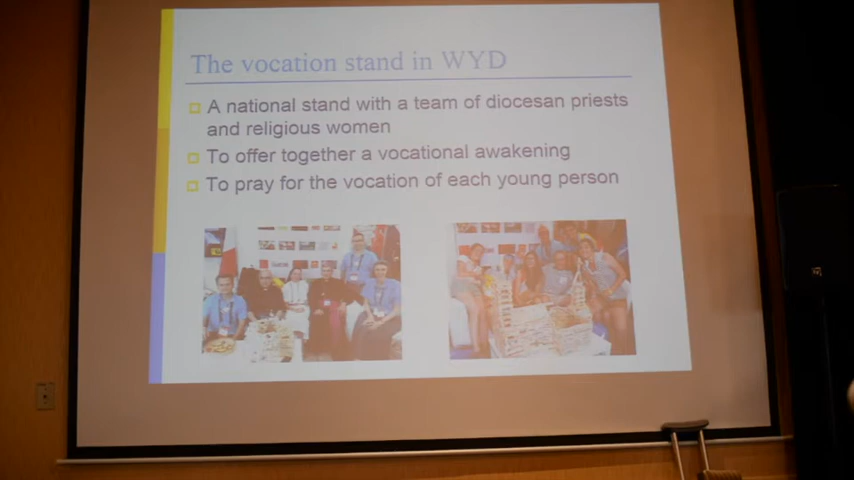 The vocation stand in WYD
A national stand with a team of diocesan priests
and religious women
To offer together a vocational awakening
To pray for the vocation of each young person